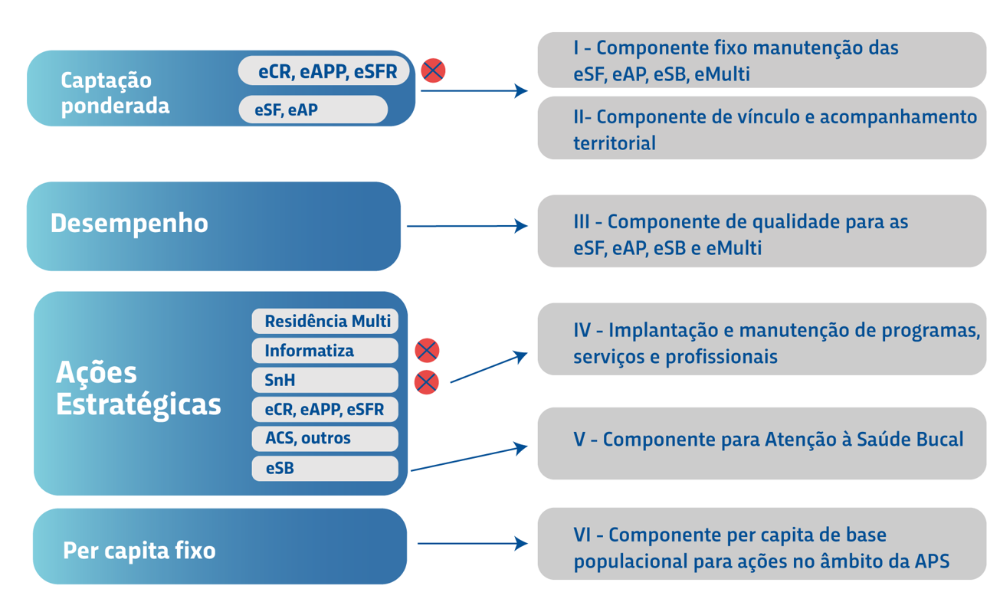 Captação
ponderada
eCR, eAPP, eSFR
eSF, eAP
I - Componente fixo manutenção das
eSF, eAP, eSB, eMulti
II- Componente de vínculo e acompanhamento
territorial
Desempenho
III - Componente de qualidade para as
eSF, eAP, eSB e eMulti
Ações
Estratégicas
Residência Multi
Informatiza
SnH
eCR, eAPP, eSFR
ACS, outros
eSB
IV - Implantação e manutenção de programas,
serviços e profissionais
V - Componente para Atenção à Saúde Bucal
Per capita fixo
VI - Componente per capita de base
populacional para ações no âmbito da APS